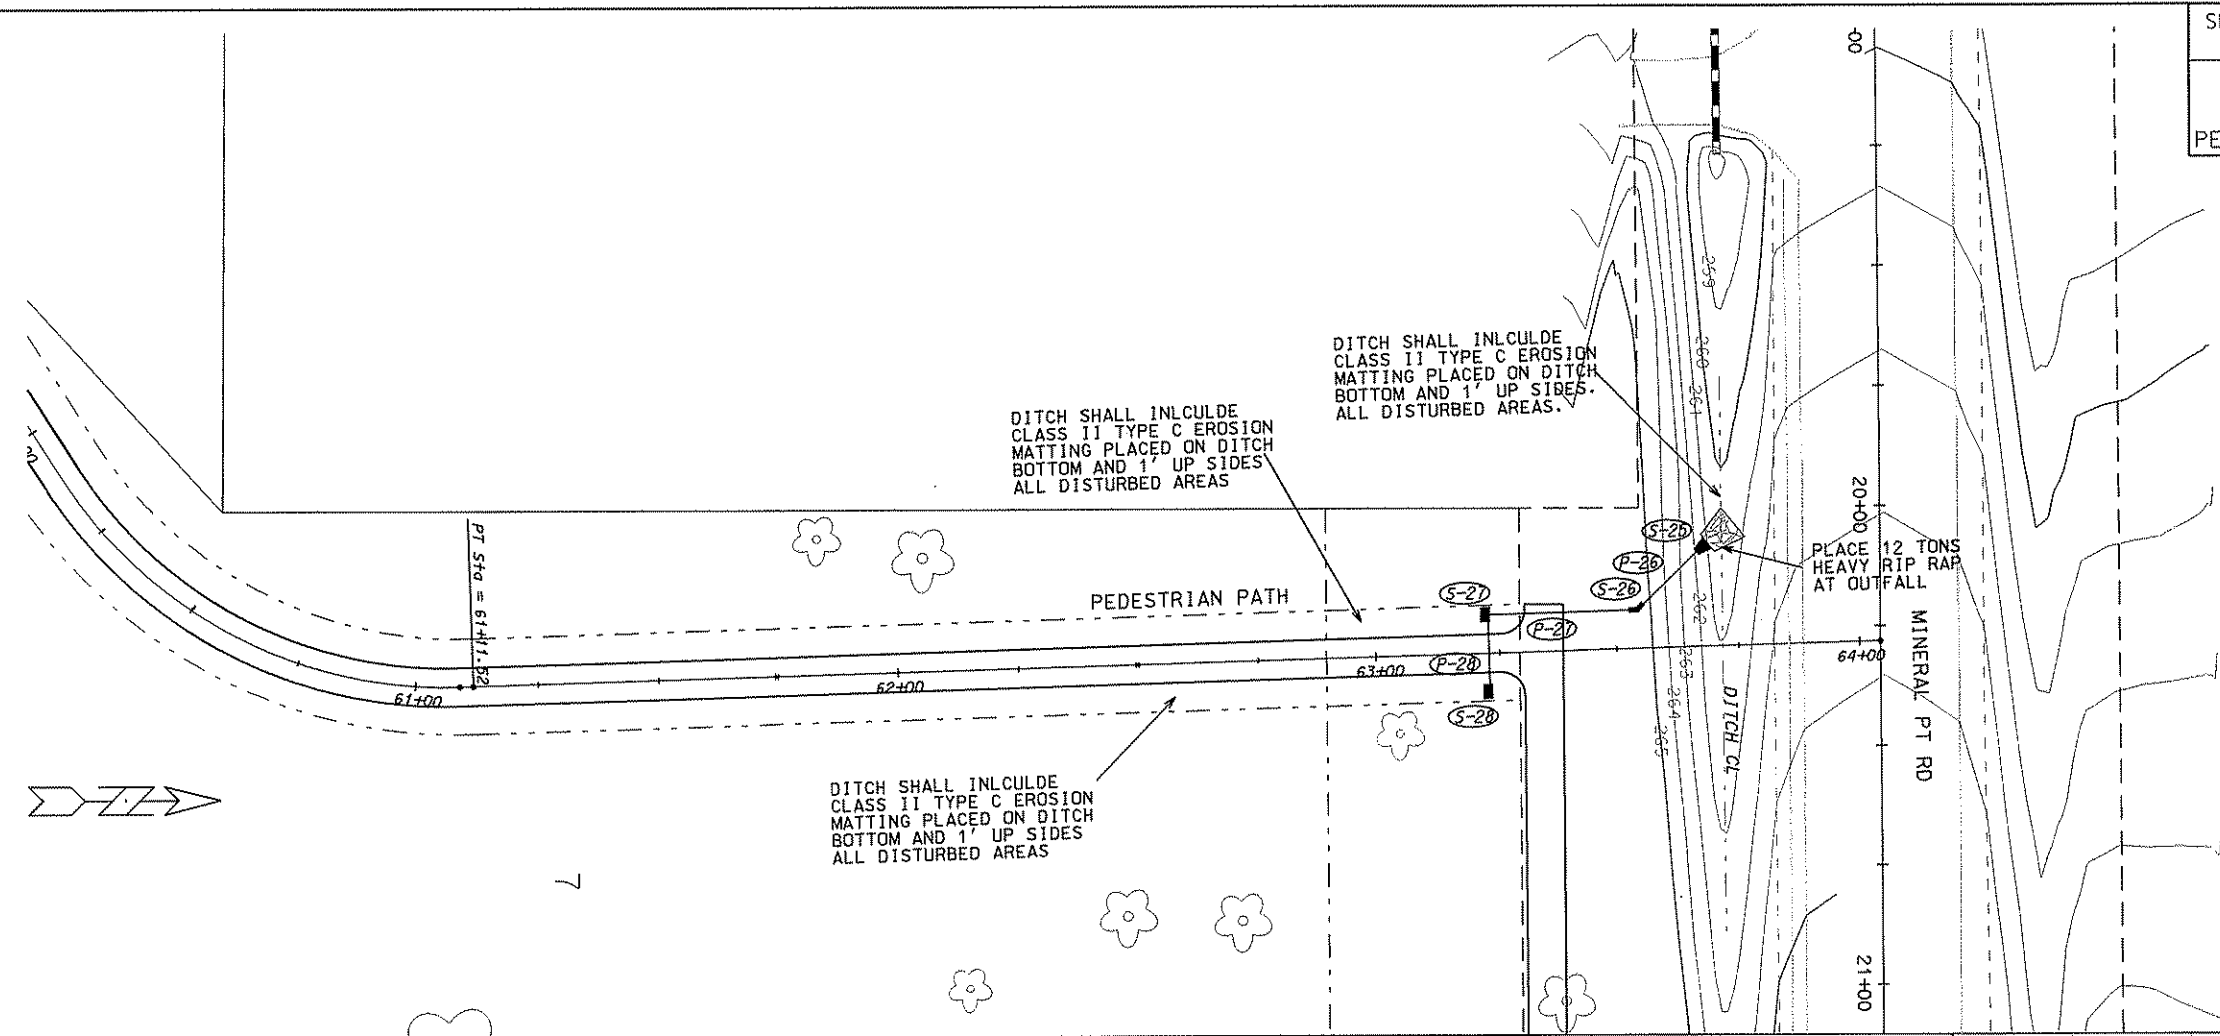 SI
PE
00
DITCH SHALL INLCULDE
CLASS II TYPE C EROSION
MATTING PLACED ON DITCH
BOTTOM AND 1' UP SIDES.
ALL DISTURBED AREAS.
DITCH SHALL INLCULDE
CLASS II TYPE C EROSION
MATTING PLACED ON DITCH
BOTTOM AND 1' UP SIDES
ALL DISTURBED AREAS
259
260
261
262
263
264
265
20+00
S-25
P-26
S-26
PLACE 12 TONS
HEAVY RIP RAP
AT OUTFALL
PT Sta = 61+11.52
PEDESTRIAN PATH
S-27
P-27
P-28
S-28
61+00
62+00
63+00
64+00
MINERAL PT RD
DITCH CL
DITCH SHALL INLCULDE
CLASS II TYPE C EROSION
MATTING PLACED ON DITCH
BOTTOM AND 1' UP SIDES
ALL DISTURBED AREAS
7
21+00